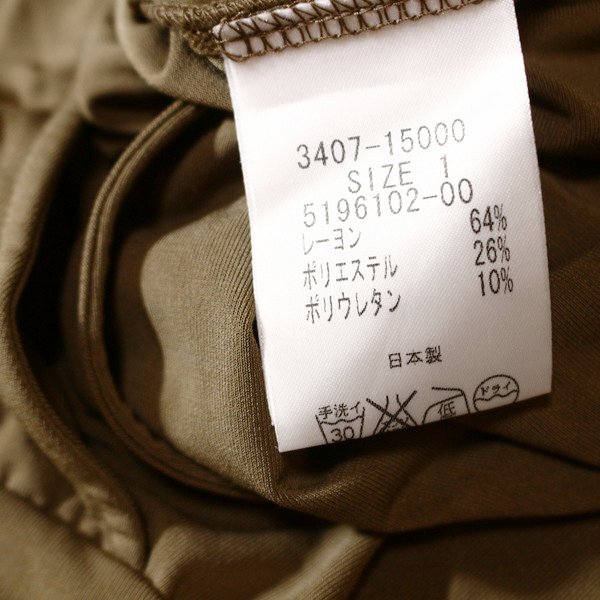 3407-15000
SIZE 1
5196102-00
レーヨン 64%
ポリエステル 26%
ポリウレタン 10%
日本製
手洗イ 30 低 ドライ